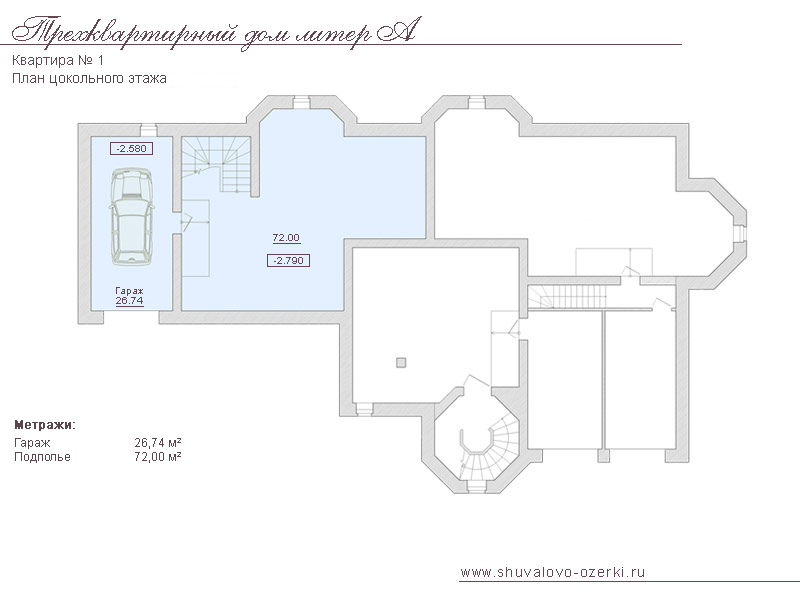 Трехквартирный дом литер А
Квартира № 1
План цокольного этажа
-2.580
72.00
-2.790
Гараж
26.74
Метражи:
Гараж 26,74 м²
Подполье 72,00 м²
www.shuvalovo-ozerki.ru